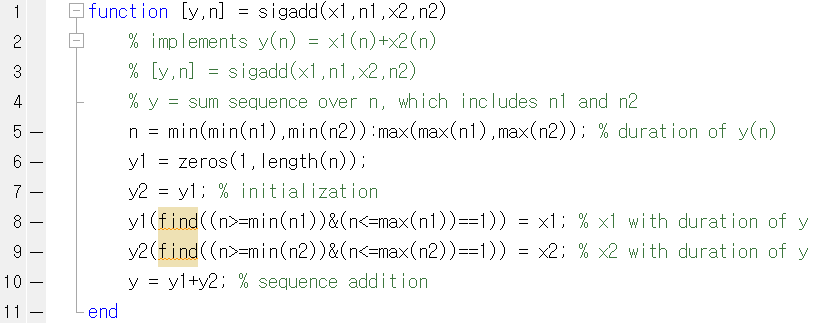 1 function [y,n] = sigadd(x1,n1,x2,n2)
2 % implements y(n) = x1(n)+x2(n)
3 % [y,n] = sigadd(x1,n1,x2,n2)
4 % y = sum sequence over n, which includes n1 and n2
5 n = min(min(n1),min(n2)):max(max(n1),max(n2)); % duration of y(n)
6 y1 = zeros(1,length(n));
7 y2 = y1; % initialization
8 y1(find((n>=min(n1))&(n<=max(n1))==1)) = x1; % x1 with duration of y
9 y2(find((n>=min(n2))&(n<=max(n2))==1)) = x2; % x2 with duration of y
10 y = y1+y2; % sequence addition
11 end